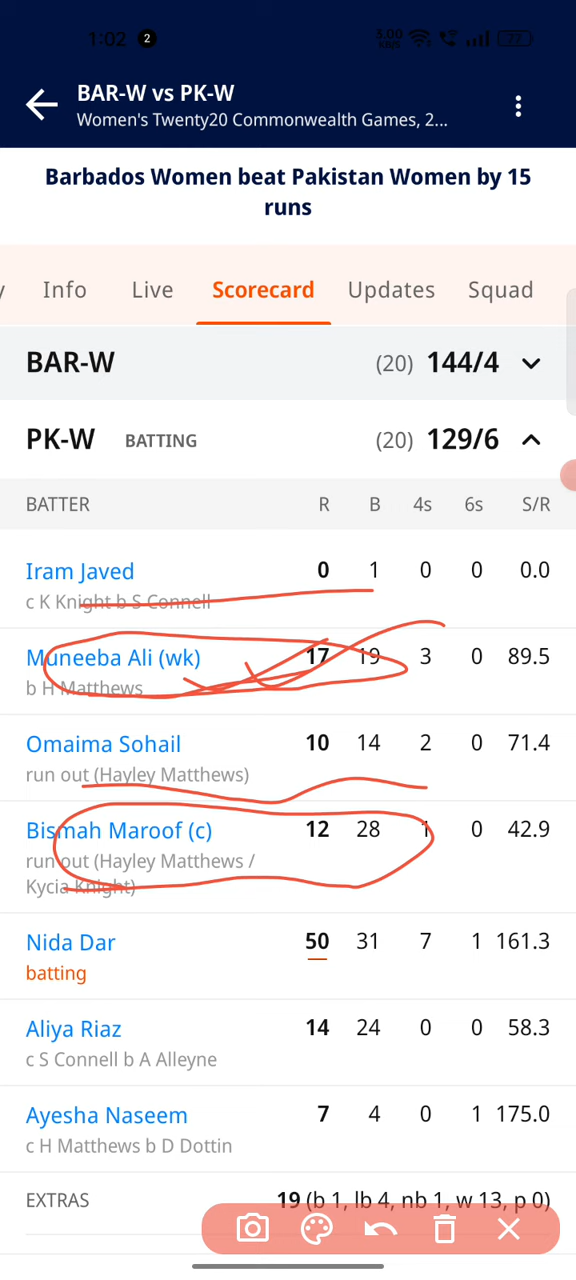 1:02 2 3.00 KB/S 77
BAR-W vs PK-W
Women's Twenty20 Commonwealth Games, 2...
Barbados Women beat Pakistan Women by 15
runs
y Info Live Scorecard Updates Squad
BAR-W (20) 144/4
PK-W BATTING (20) 129/6
BATTER R B 4s 6s S/R
Iram Javed 0 1 0 0 0.0
c K Knight b S Connell
Muneeba Ali (wk) 17 19 3 0 89.5
b H Matthews
Omaima Sohail 10 14 2 0 71.4
run out (Hayley Matthews)
Bismah Maroof (c) 12 28 1 0 42.9
run out (Hayley Matthews /
Kycia Knight)
Nida Dar 50 31 7 1 161.3
batting
Aliya Riaz 14 24 0 0 58.3
c S Connell b A Alleyne
Ayesha Naseem 7 4 0 1 175.0
c H Matthews b D Dottin
EXTRAS 19 (b 1, lb 4, nb 1, w 13, p 0)